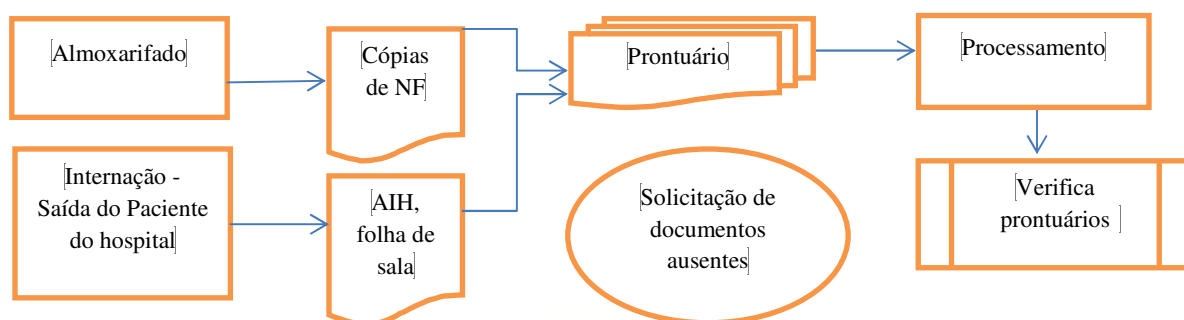 Almoxarifado
Cópias
de NF
Prontuário
Processamento
Internação -
Saída do Paciente
do hospital
AIH,
folha de
sala
Solicitação de
documentos
ausentes
Verifica
prontuários